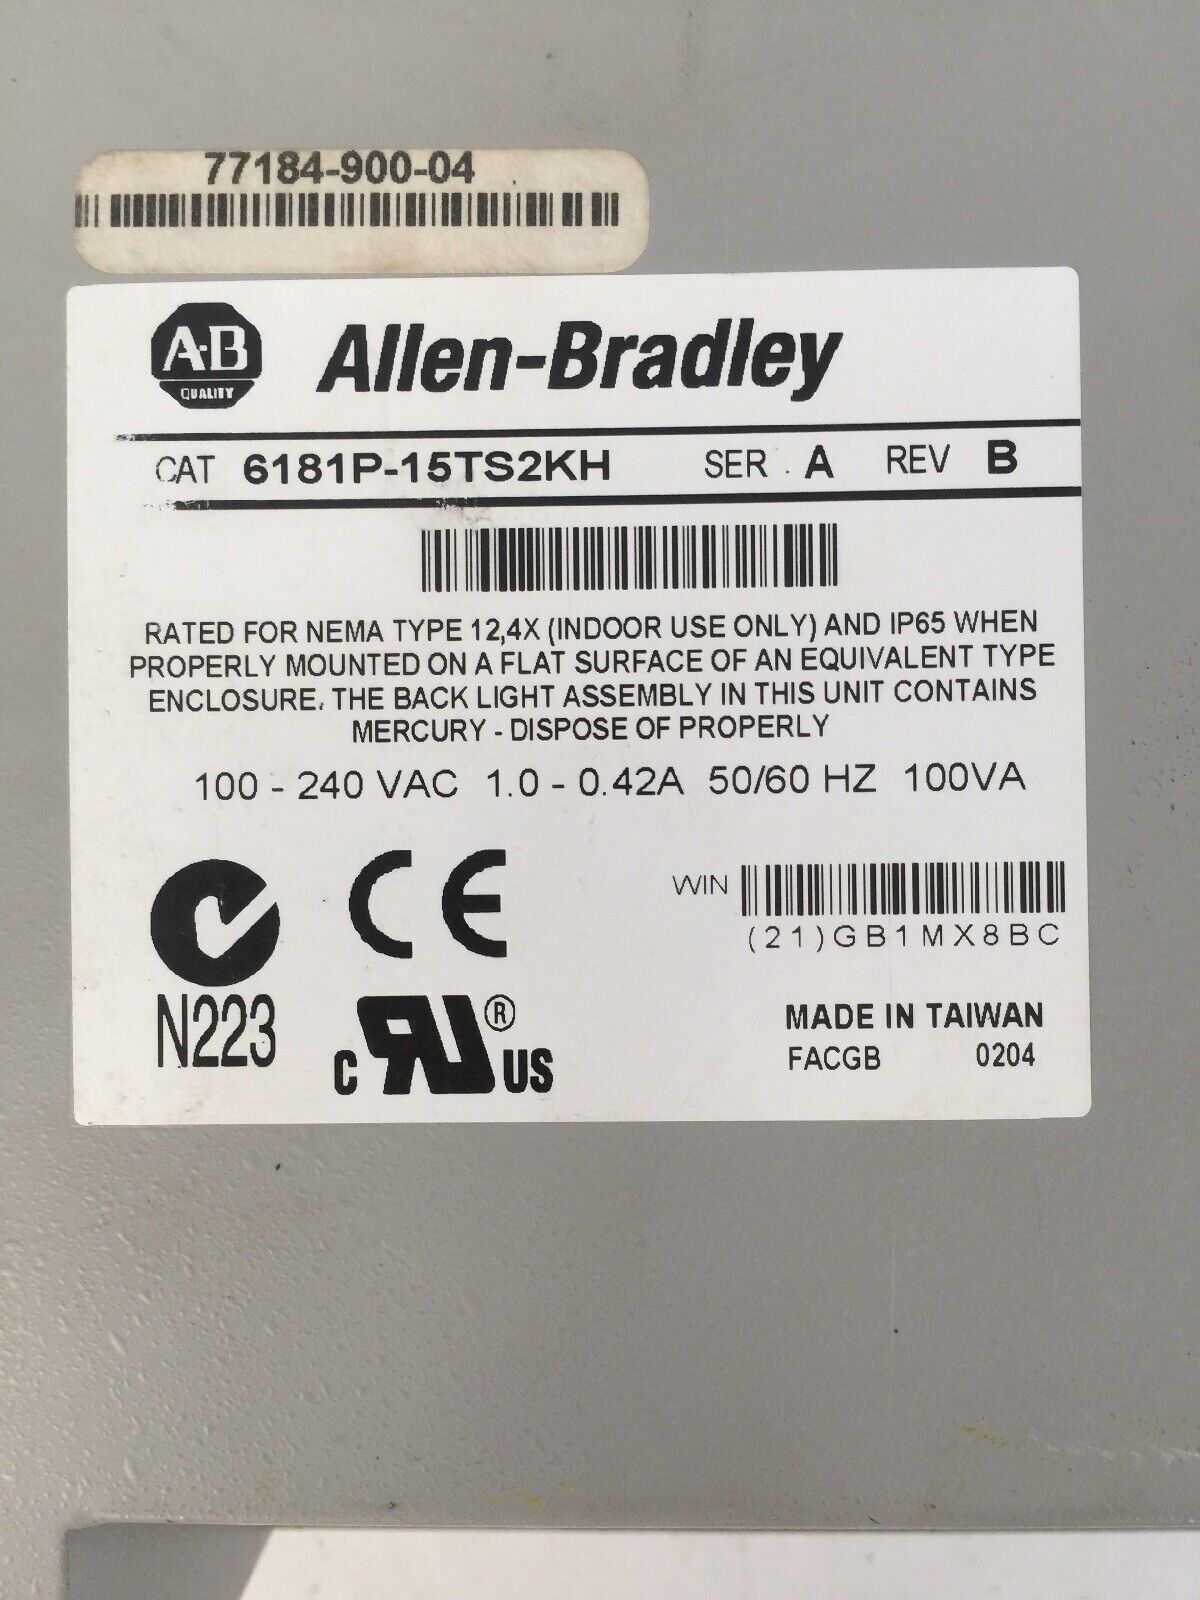 77184-900-04
A-B
QUALITY
Allen-Bradley
CAT 6181P-15TS2KH SER . A REV B
RATED FOR NEMA TYPE 12,4X (INDOOR USE ONLY) AND IP65 WHEN
PROPERLY MOUNTED ON A FLAT SURFACE OF AN EQUIVALENT TYPE
ENCLOSURE. THE BACK LIGHT ASSEMBLY IN THIS UNIT CONTAINS
MERCURY - DISPOSE OF PROPERLY
100 - 240 VAC 1.0 - 0.42A 50/60 HZ 100VA
N223
CE
C RU ® US
WIN
(21)GB1MX8BC
MADE IN TAIWAN
FACGB 0204